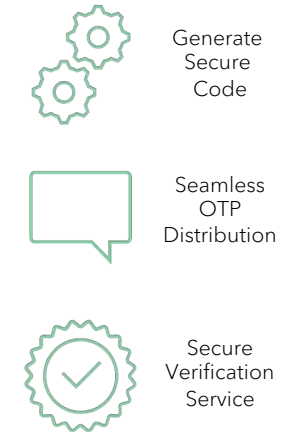 Generate
Secure
Code
Seamless
OTP
Distribution
Secure
Verification
Service